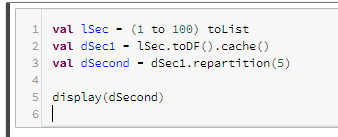 1 val lSec = (1 to 100) toList
2 val dSec1 = lSec.toDF().cache()
3 val dSecond = dSec1.repartition(5)
4
5 display(dSecond)
6